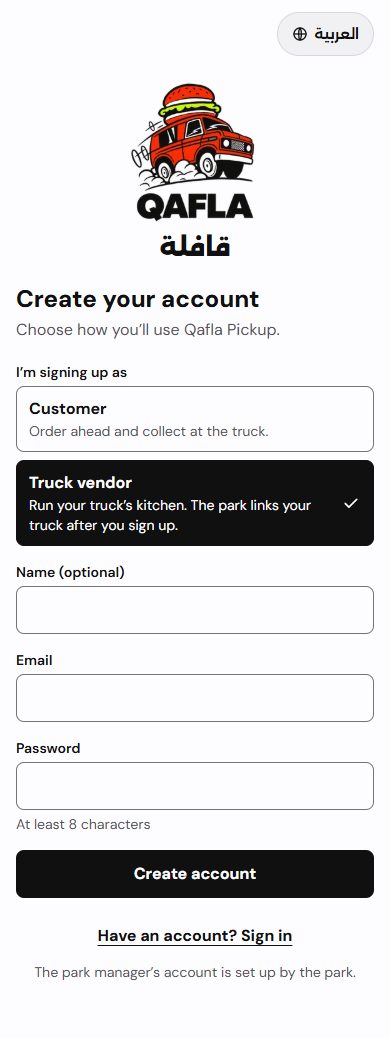 العربية
QAFLA
قافلة
Create your account
Choose how you’ll use Qafla Pickup.
I’m signing up as
Customer
Order ahead and collect at the truck.
Truck vendor
Run your truck’s kitchen. The park links your
truck after you sign up.
Name (optional)
Email
Password
At least 8 characters
Create account
Have an account? Sign in
The park manager’s account is set up by the park.